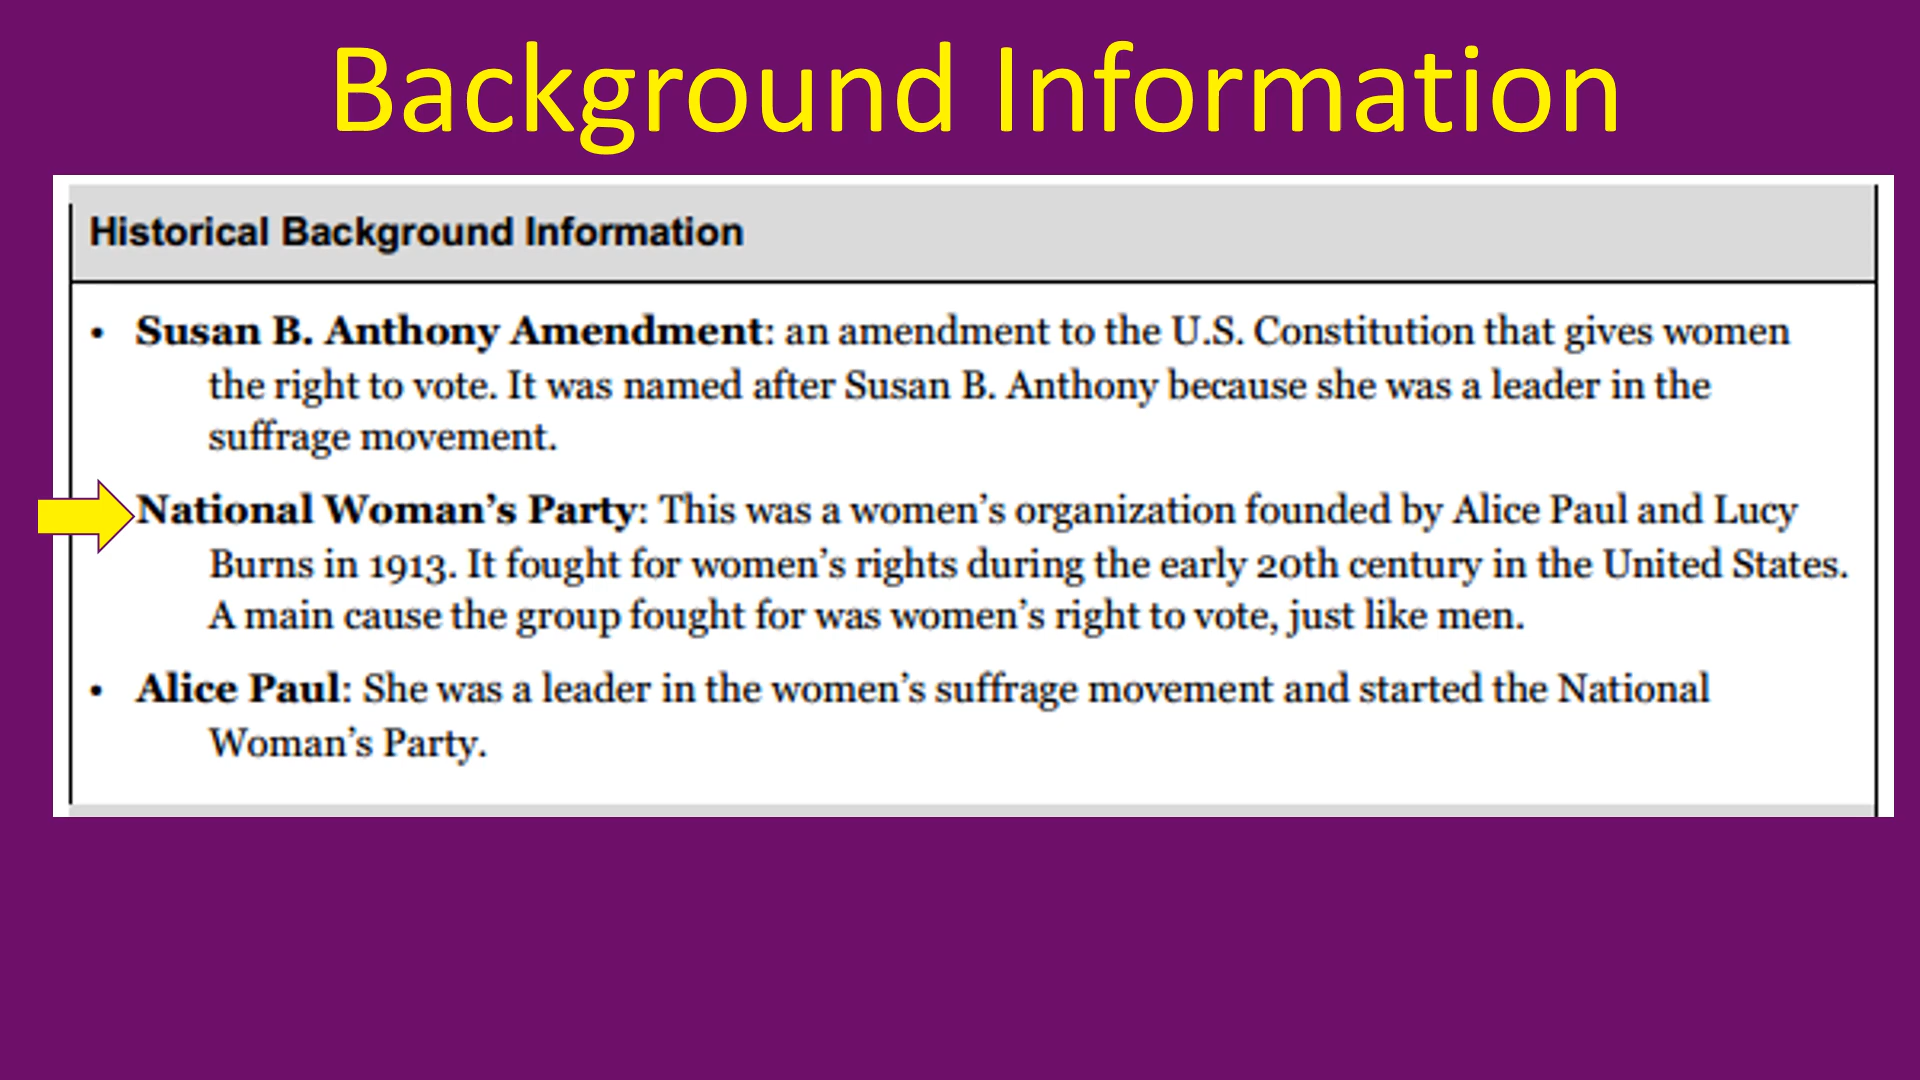 Background Information
Historical Background Information
• Susan B. Anthony Amendment: an amendment to the U.S. Constitution that gives women
the right to vote. It was named after Susan B. Anthony because she was a leader in the
suffrage movement.
National Woman’s Party: This was a women’s organization founded by Alice Paul and Lucy
Burns in 1913. It fought for women’s rights during the early 20th century in the United States.
A main cause the group fought for was women’s right to vote, just like men.
• Alice Paul: She was a leader in the women’s suffrage movement and started the National
Woman’s Party.